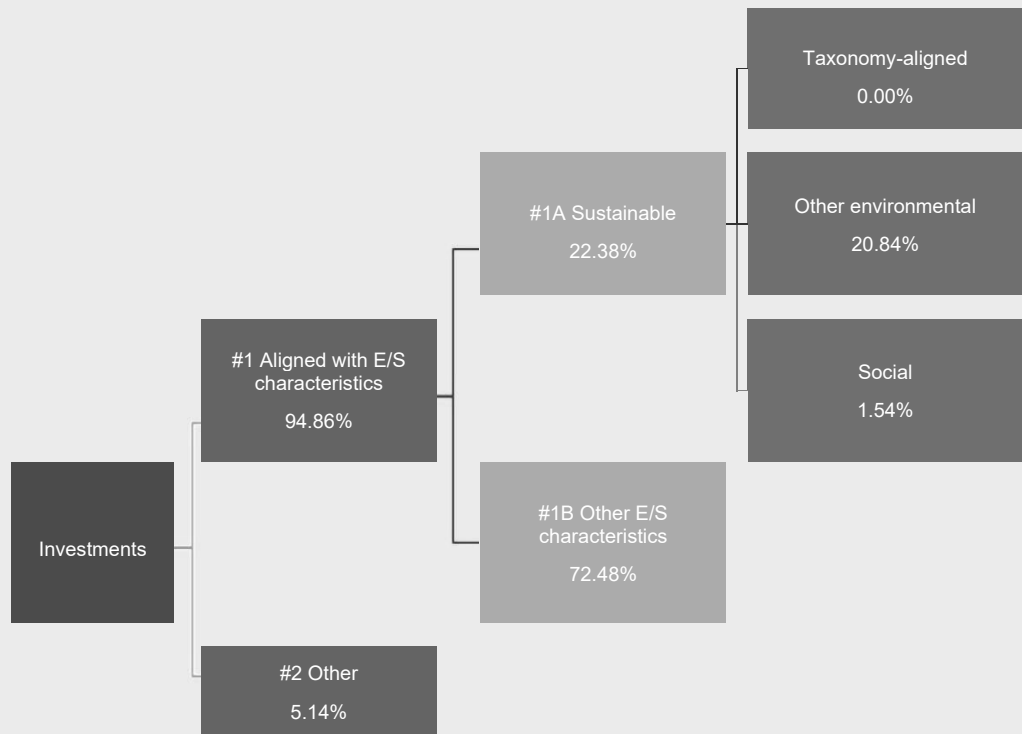 Investments
#1 Aligned with E/S
characteristics
94.86%
#2 Other
5.14%
#1A Sustainable
22.38%
#1B Other E/S
characteristics
72.48%
Taxonomy-aligned
0.00%
Other environmental
20.84%
Social
1.54%